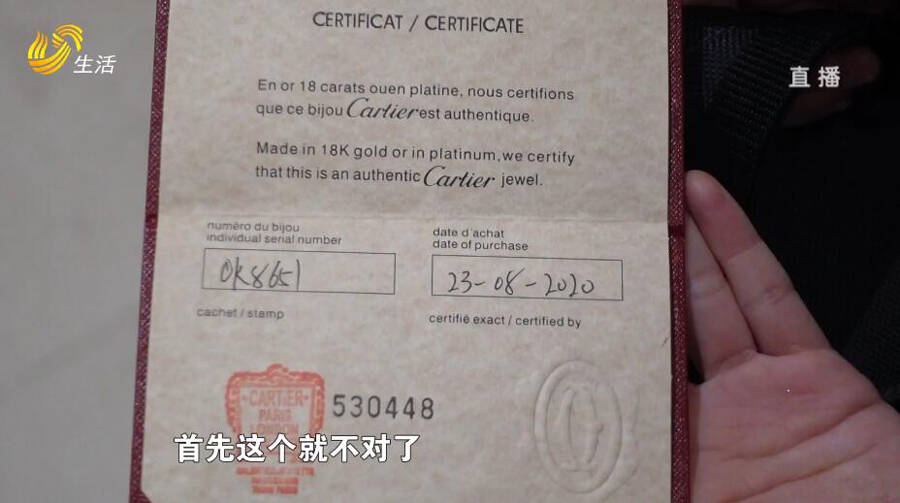 CERTIFICAT / CERTIFICATE
生活
直播
En or 18 carats ouen platine, nous certifions
que ce bijou Cartier est authentique.
Made in 18K gold or in platinum, we certify
that this is an authentic Cartier jewel.
numéro du bijou
individual serial number
date d'achat
date of purchase
OK8651
23-08-2020
cachet / stamp
certifié exact / certified by
CARTIER
PARIS
LONDON
530448
首先这个就不对了